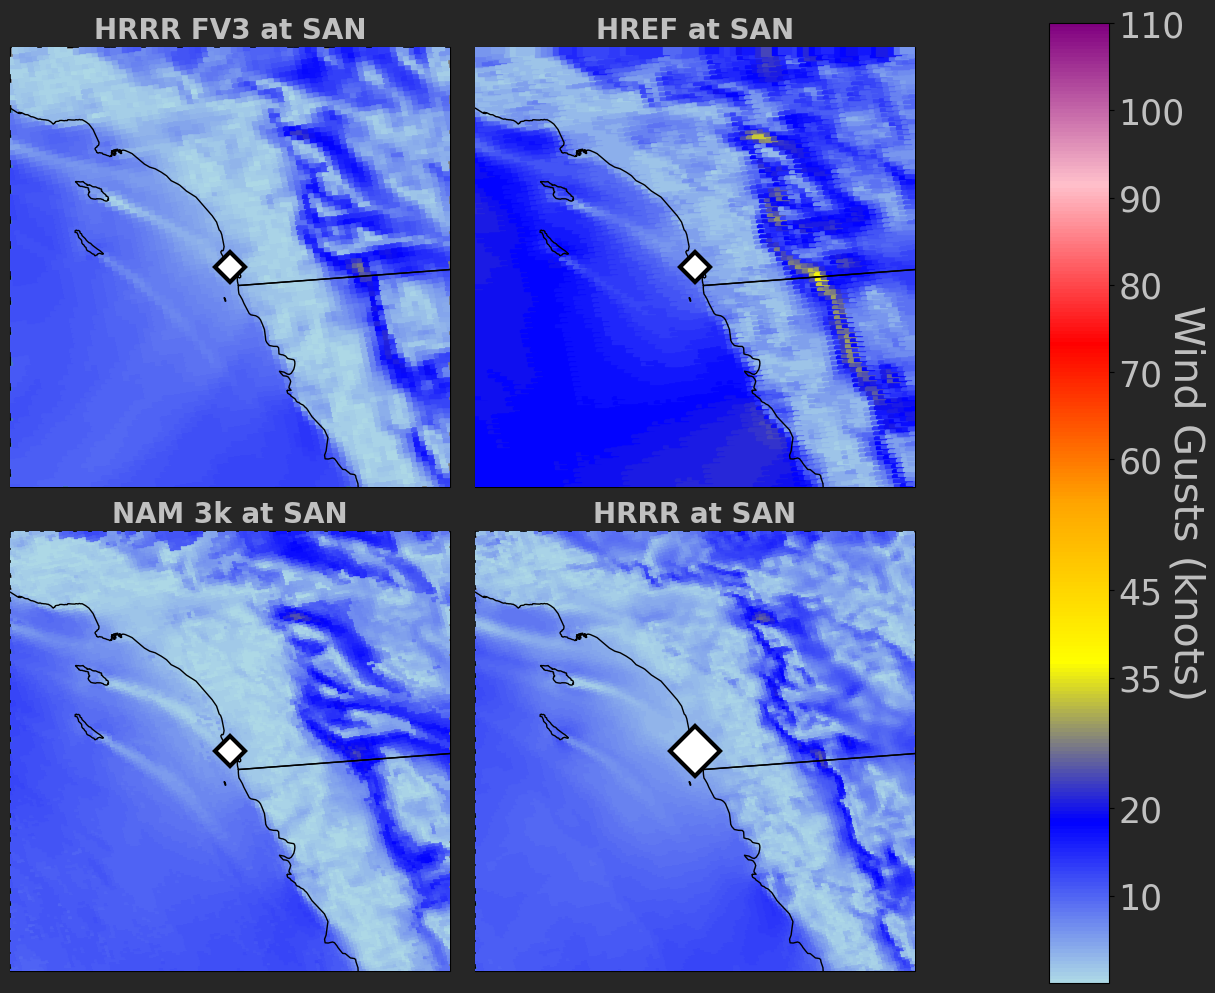 HRRR FV3 at SAN
HREF at SAN
NAM 3k at SAN
HRRR at SAN
110
100
90
80
70
60
45
35
20
10
Wind Gusts (knots)